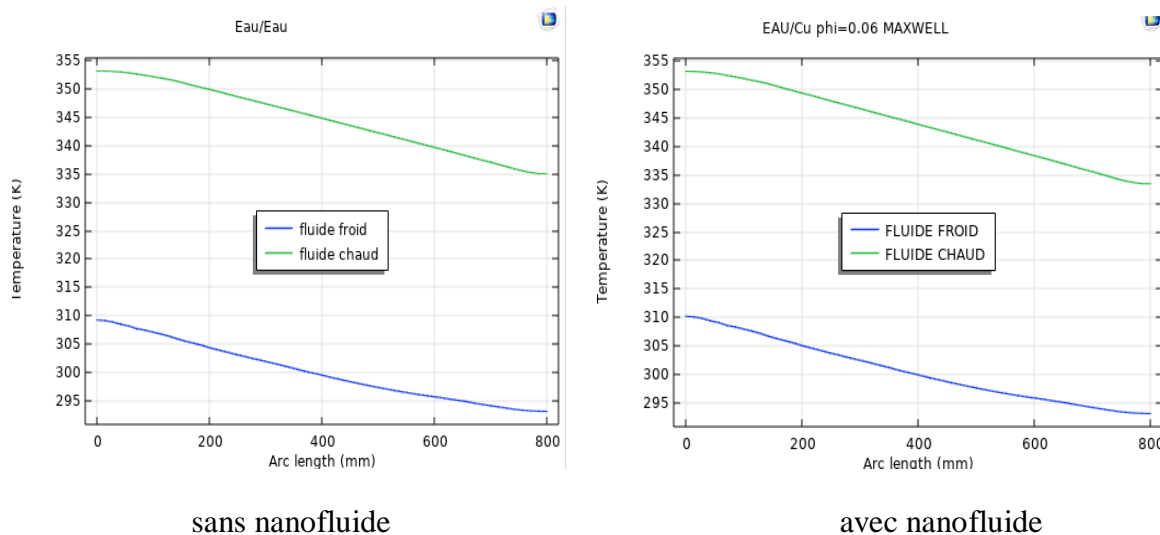 Eau/Eau
355
350
345
340
335
330
325
320
315
310
305
300
295
Temperature (K)
fluide froid
fluide chaud
0 200 400 600 800
Arc length (mm)
EAU/Cu phi=0.06 MAXWELL
355
350
345
340
335
330
325
320
315
310
305
300
295
Temperature (K)
FLUIDE FROID
FLUIDE CHAUD
0 200 400 600 800
Arc length (mm)
sans nanofluide
avec nanofluide